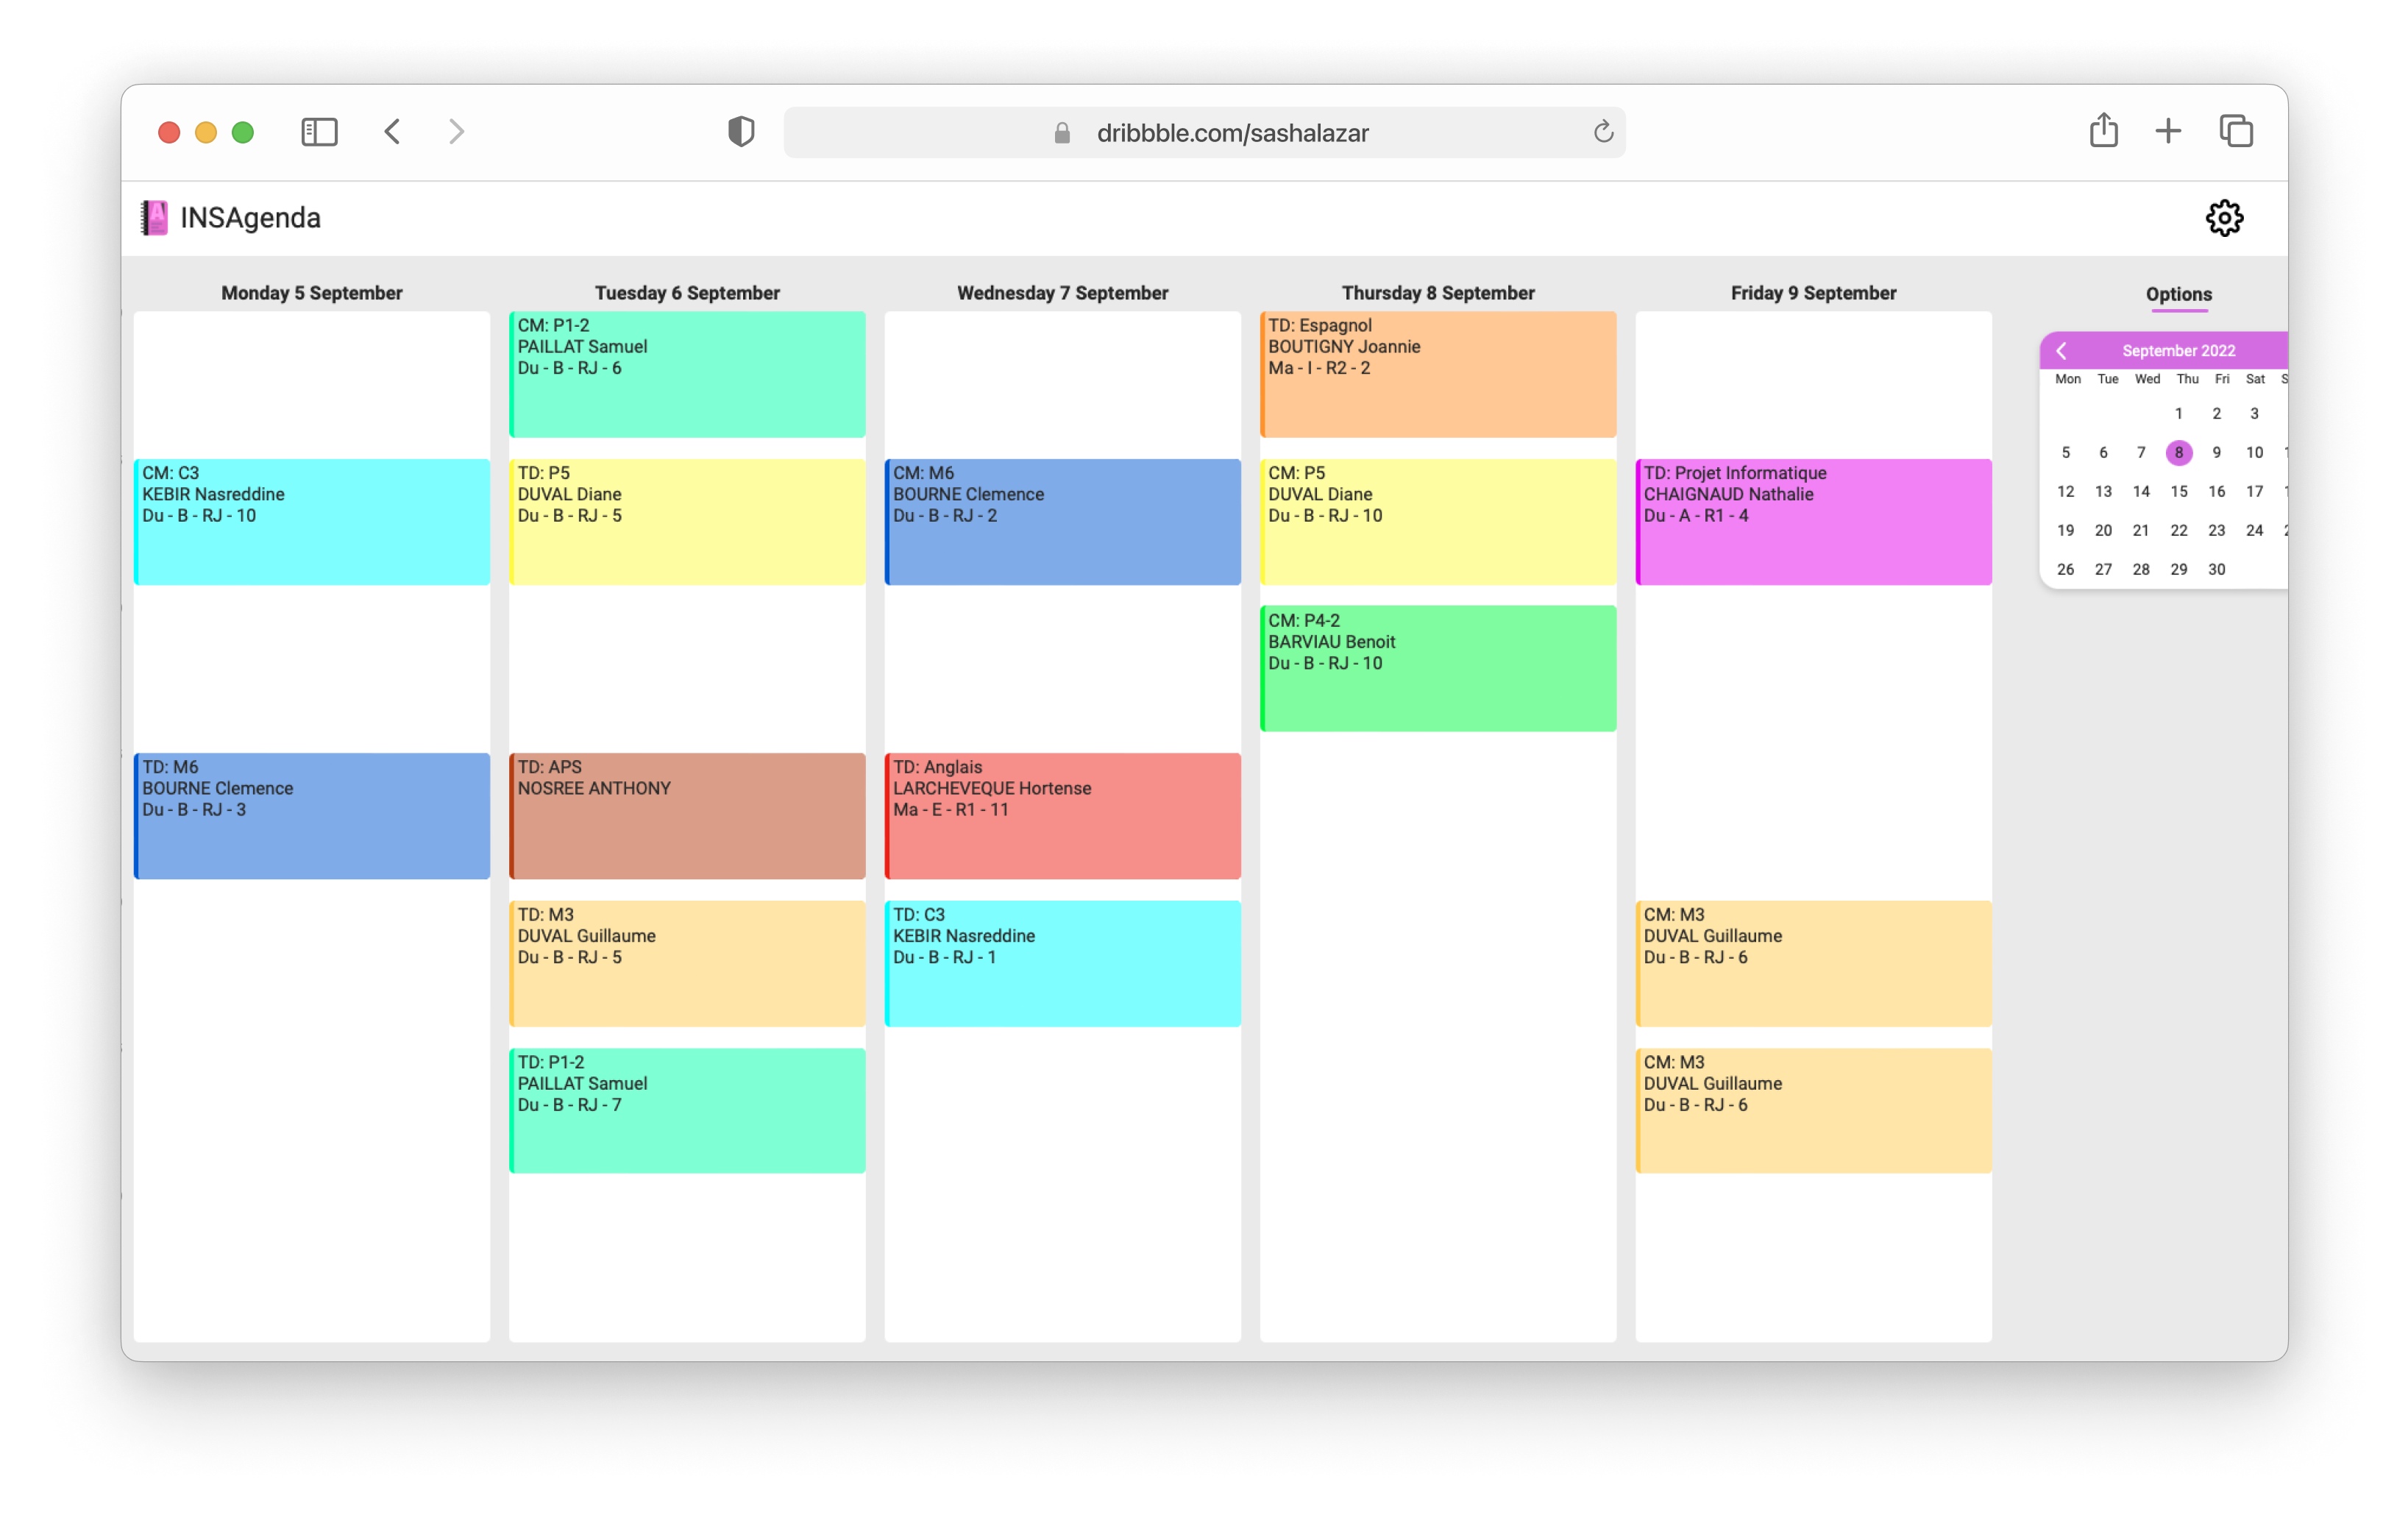 dribbble.com/sashalazar
INSAgenda
Monday 5 September
CM: C3
KEBIR Nasreddine
Du - B - RJ - 10
TD: M6
BOURNE Clemence
Du - B - RJ - 3
Tuesday 6 September
CM: P1-2
PAILLAT Samuel
Du - B - RJ - 6
TD: P5
DUVAL Diane
Du - B - RJ - 5
TD: APS
NOSREE ANTHONY
TD: M3
DUVAL Guillaume
Du - B - RJ - 5
TD: P1-2
PAILLAT Samuel
Du - B - RJ - 7
Wednesday 7 September
CM: M6
BOURNE Clemence
Du - B - RJ - 2
TD: Anglais
LARCHEVEQUE Hortense
Ma - E - R1 - 11
TD: C3
KEBIR Nasreddine
Du - B - RJ - 1
Thursday 8 September
TD: Espagnol
BOUTIGNY Joannie
Ma - I - R2 - 2
CM: P5
DUVAL Diane
Du - B - RJ - 10
CM: P4-2
BARVIAU Benoit
Du - B - RJ - 10
Friday 9 September
TD: Projet Informatique
CHAIGNAUD Nathalie
Du - A - R1 - 4
CM: M3
DUVAL Guillaume
Du - B - RJ - 6
CM: M3
DUVAL Guillaume
Du - B - RJ - 6
Options
September 2022
Mon Tue Wed Thu Fri Sat
1 2 3
5 6 7 8 9 10
12 13 14 15 16 17
19 20 21 22 23 24
26 27 28 29 30